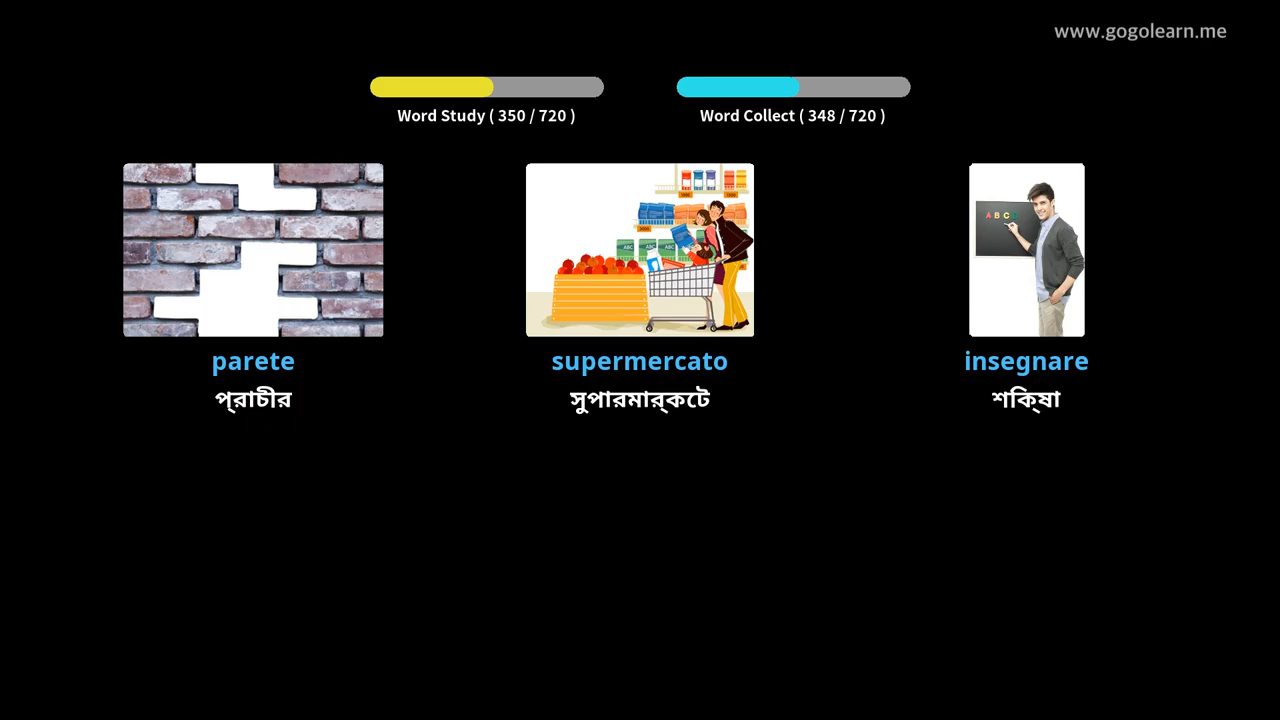 www.gogolearn.me
Word Study ( 350 / 720 )
Word Collect ( 348 / 720 )
parete
প্রাচীর
supermercato
সুপারমার্কেট
insegnare
শিক্ষা